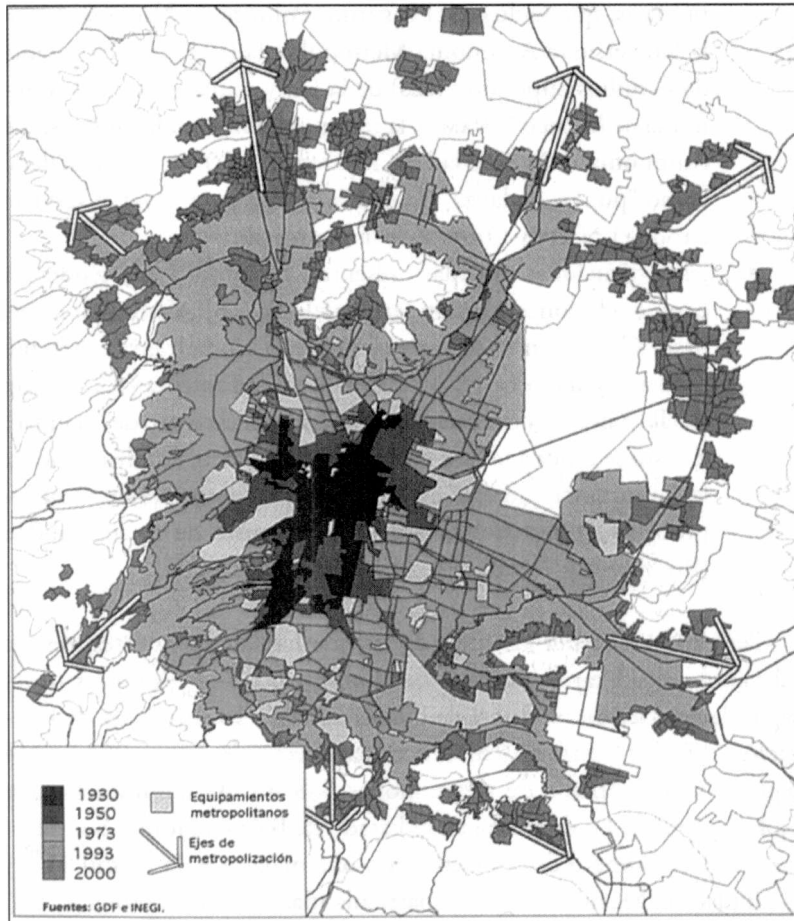 1930
1950
1973
1993
2000
Equipamientos
metropolitanos
Ejes de
metropolización
Fuentes: GDF e INEGI.